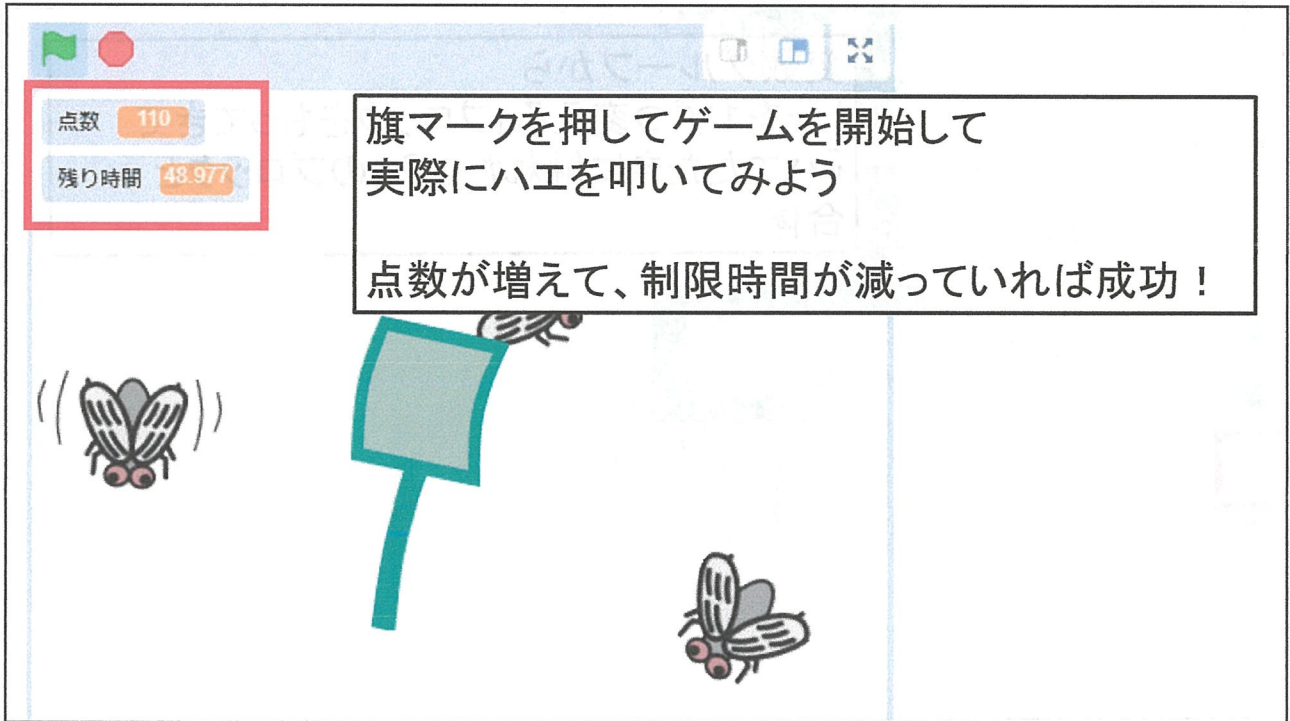 点数 110
残り時間 48.977
旗マークを押してゲームを開始して
実際にハエを叩いてみよう
点数が増えて、制限時間が減っていれば成功！